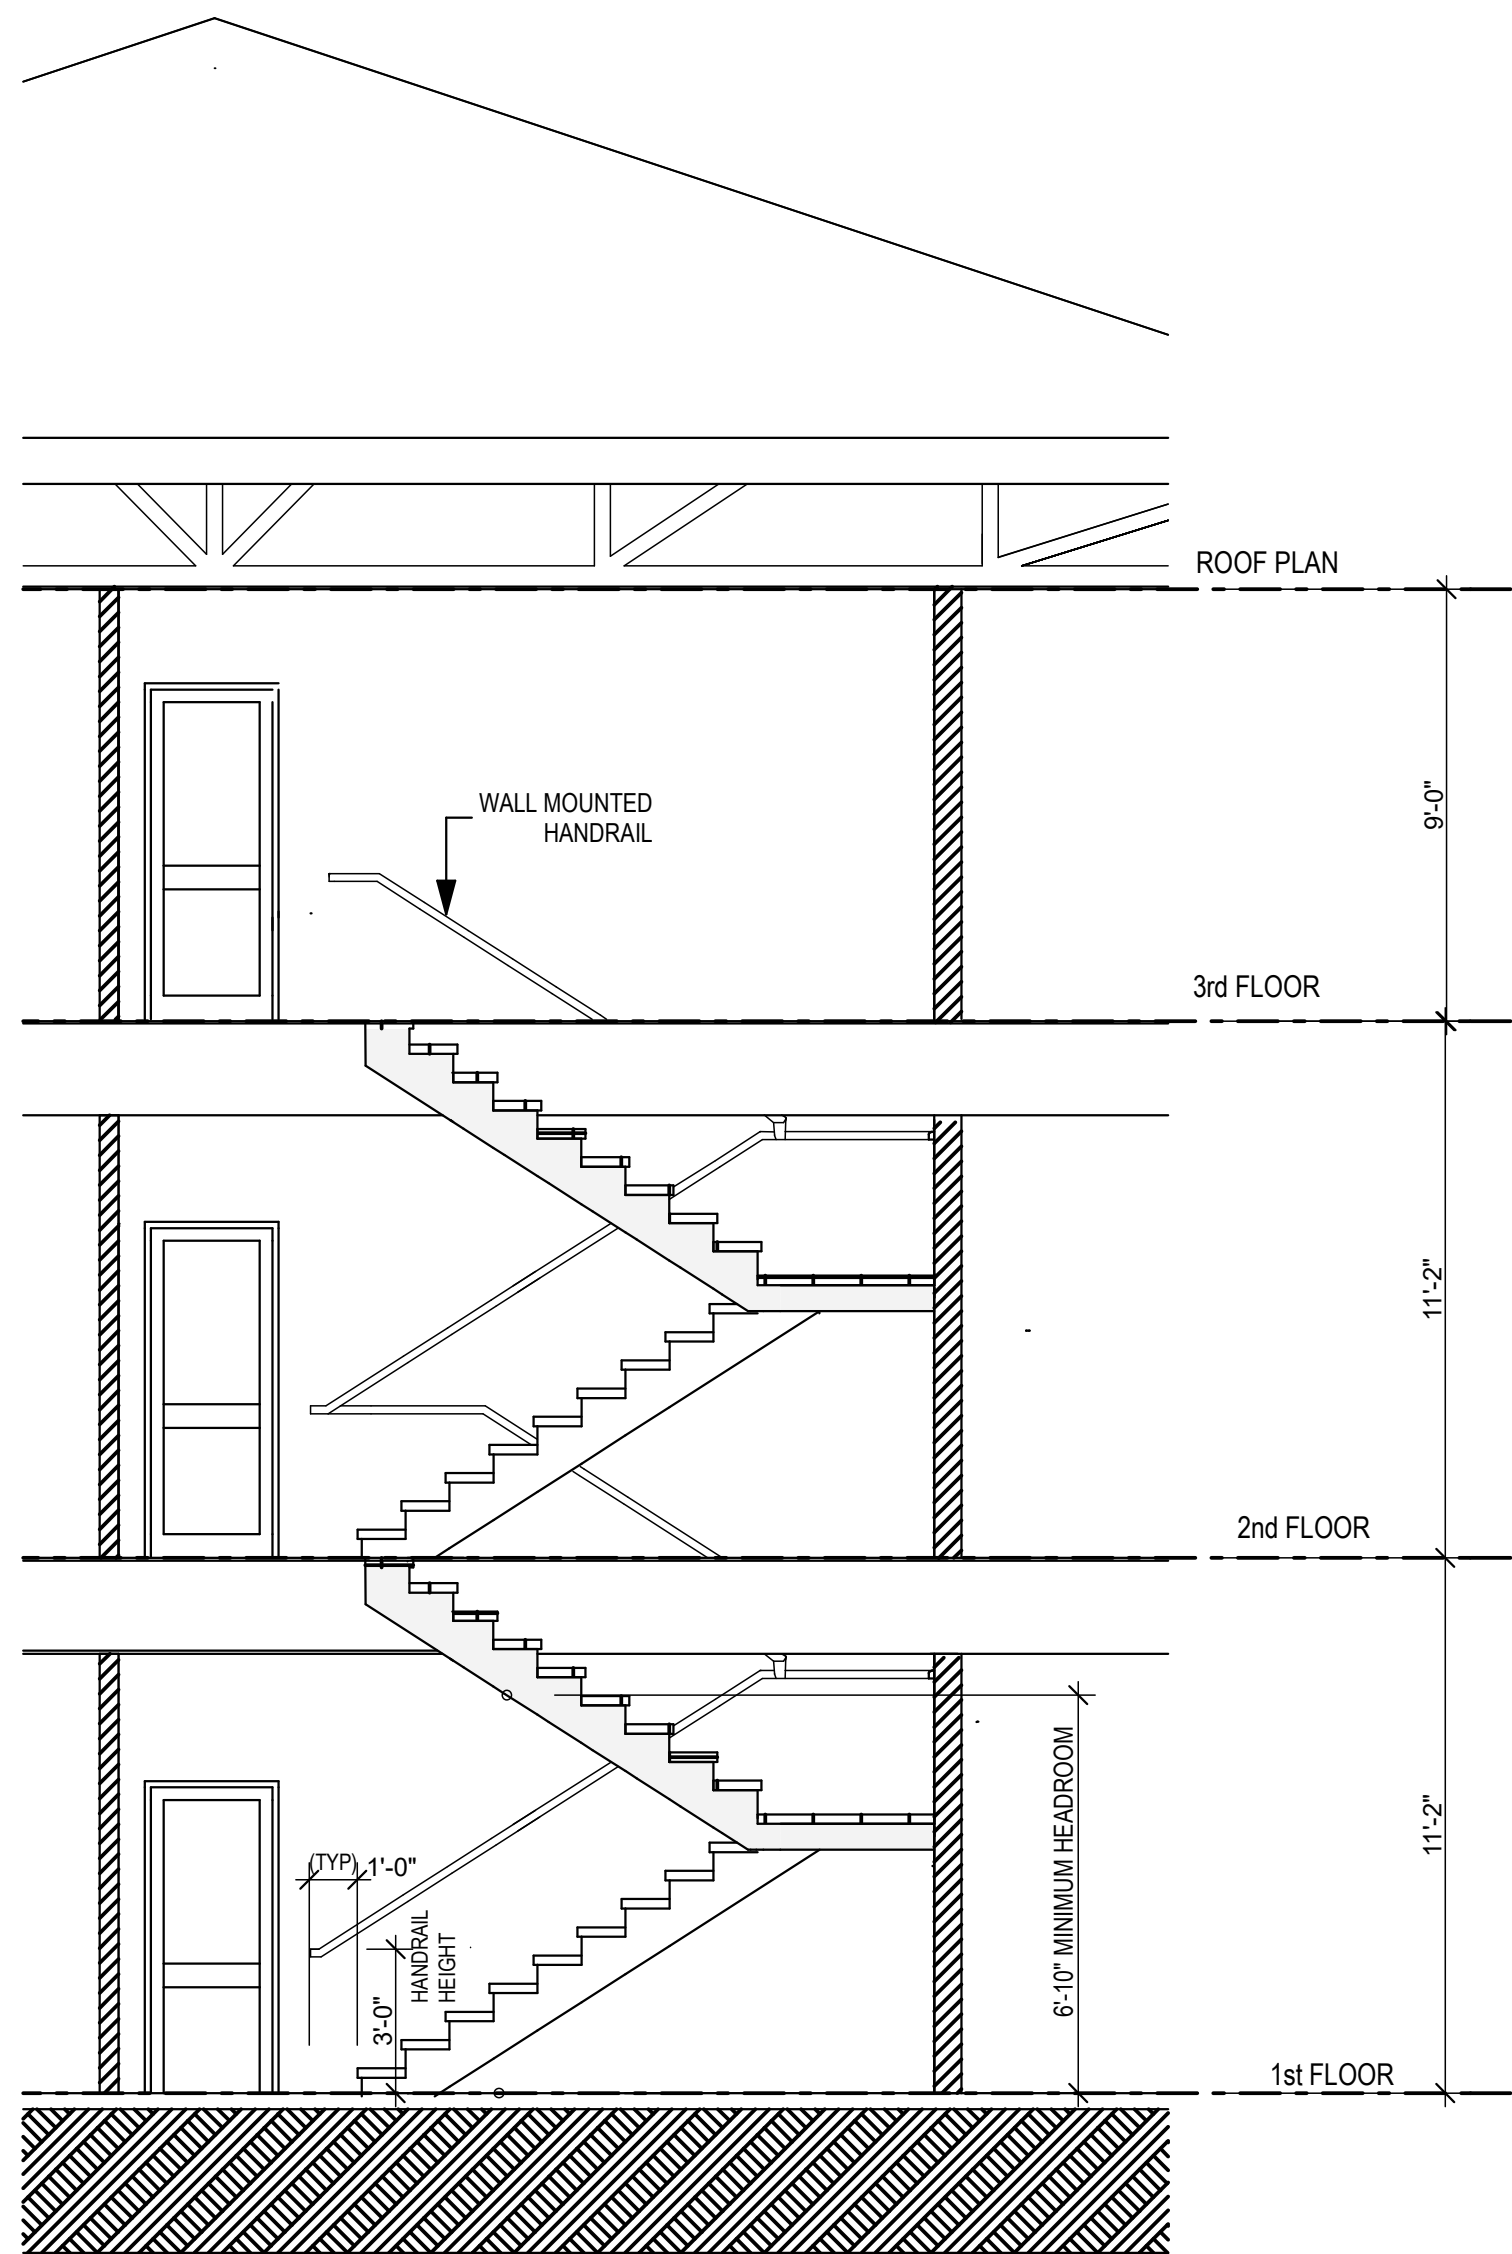 ROOF PLAN
9'-0"
WALL MOUNTED
HANDRAIL
3rd FLOOR
11'-2"
2nd FLOOR
11'-2"
6'-10" MINIMUM HEADROOM
(TYP)
1'-0"
HANDRAIL
HEIGHT
3'-0"
1st FLOOR